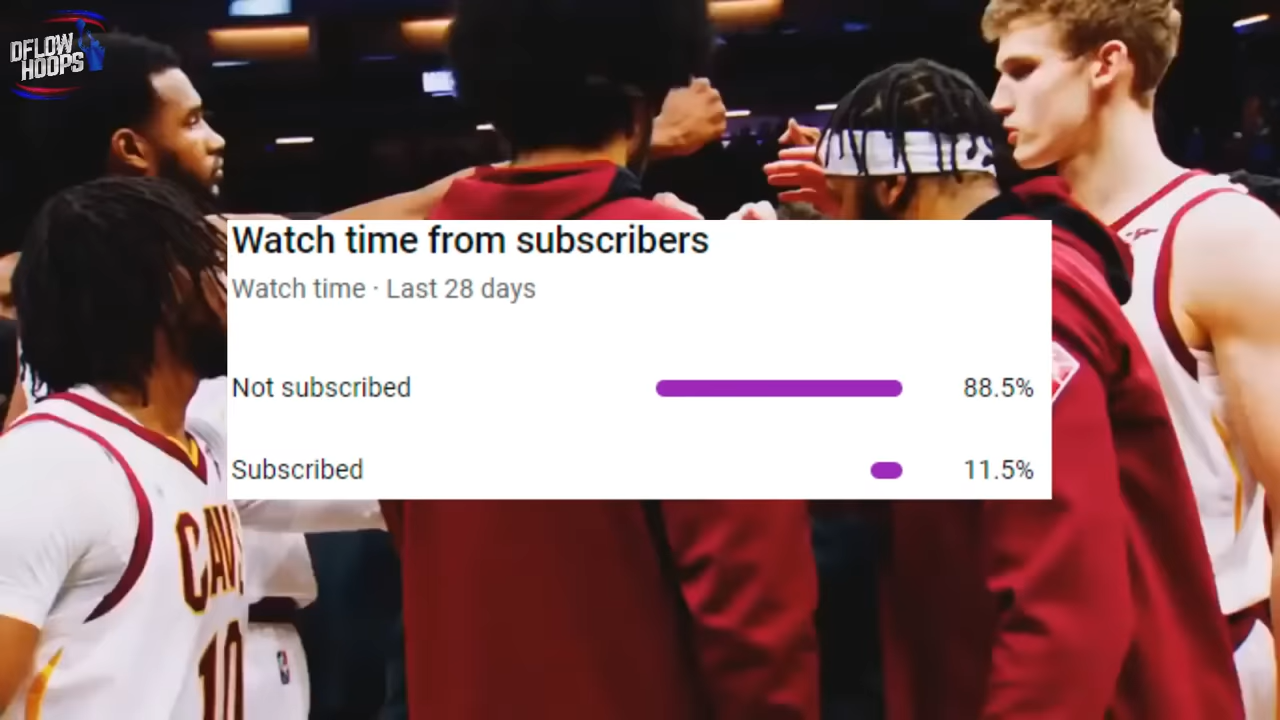 DFLOW
HOOPS
Watch time from subscribers
Watch time · Last 28 days
Not subscribed 88.5%
Subscribed 11.5%
CAVS
10